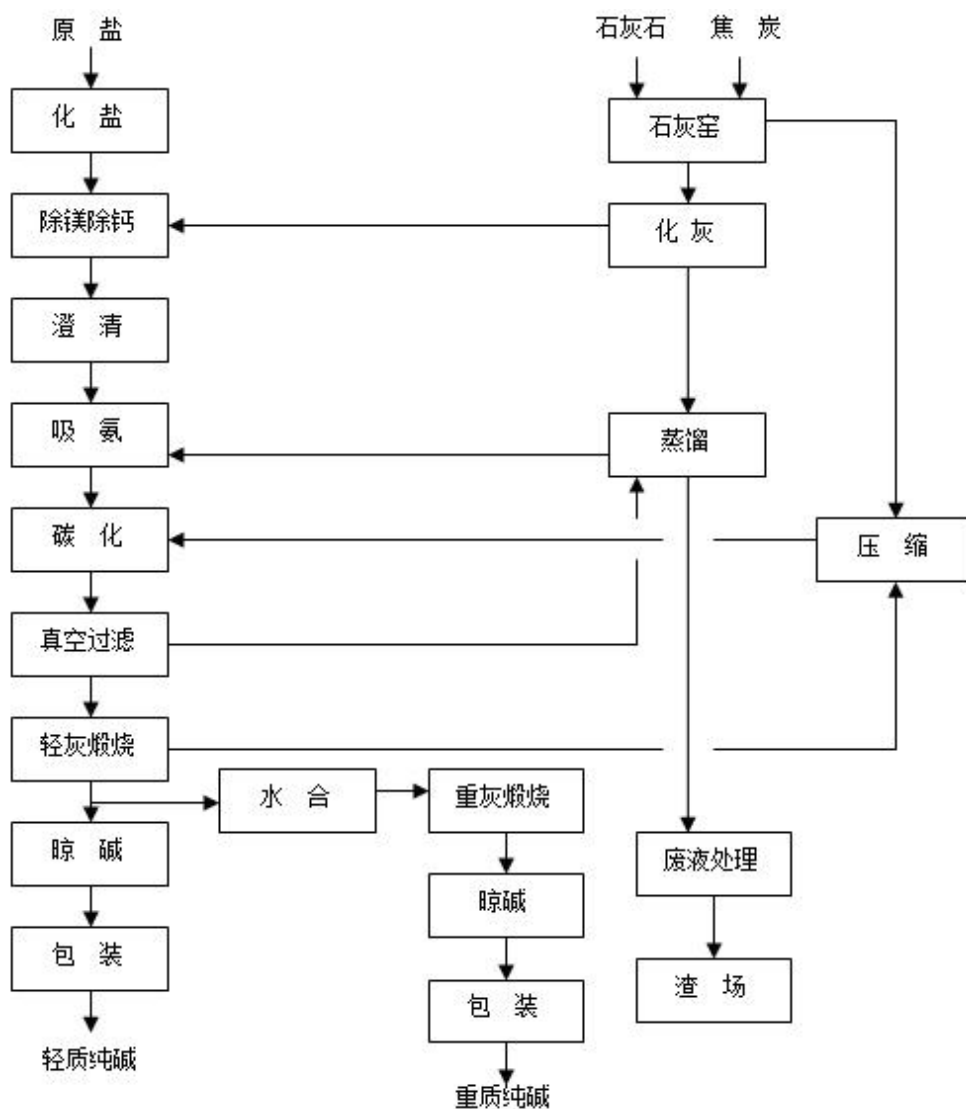 原 盐
石灰石 焦 炭
化 盐
石灰窑
除镁除钙
化 灰
澄 清
吸 氨
蒸馏
碳 化
压 缩
真空过滤
轻灰煅烧
水 合
重灰煅烧
晾 碱
废液处理
晾碱
包 装
渣 场
包 装
轻质纯碱
重质纯碱